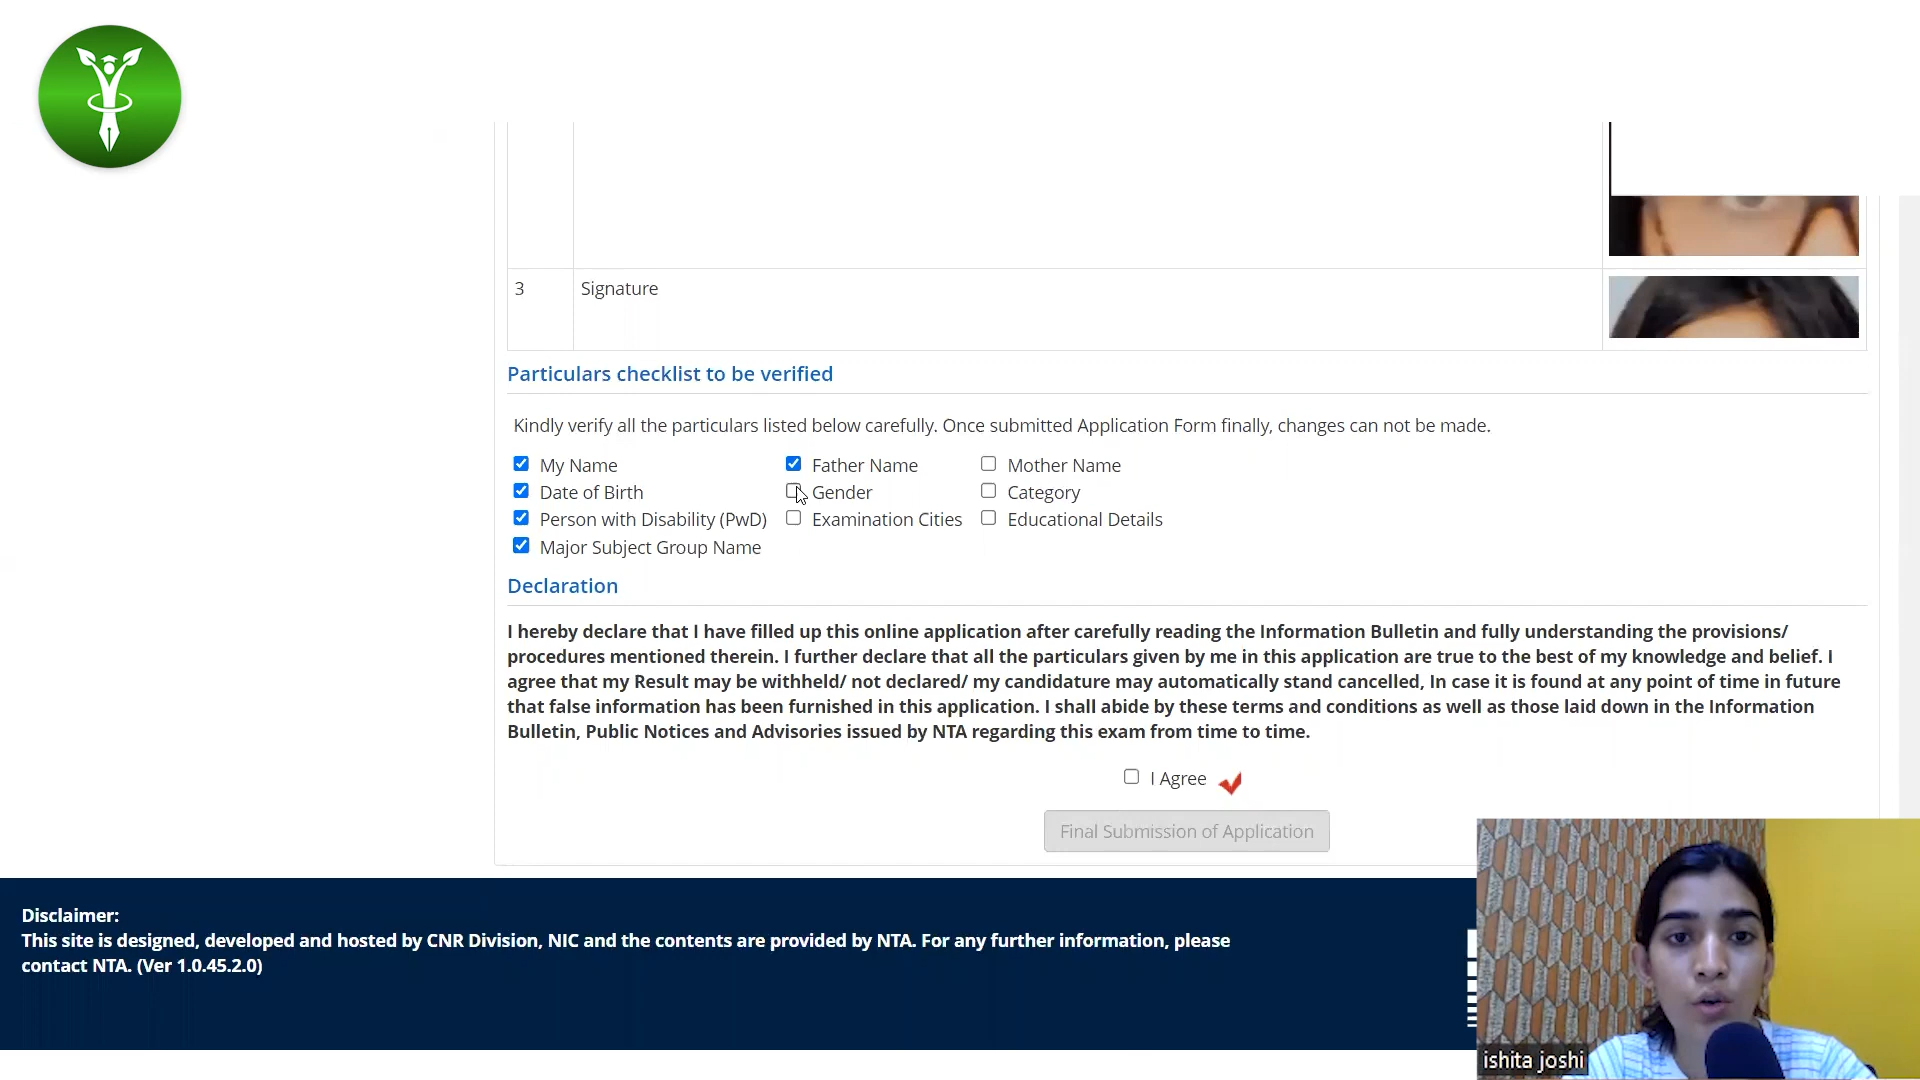 3 Signature
Particulars checklist to be verified
Kindly verify all the particulars listed below carefully. Once submitted Application Form finally, changes can not be made.
My Name Father Name Mother Name
Date of Birth Gender Category
Person with Disability (PwD) Examination Cities Educational Details
Major Subject Group Name
Declaration
I hereby declare that I have filled up this online application after carefully reading the Information Bulletin and fully understanding the provisions/
procedures mentioned therein. I further declare that all the particulars given by me in this application are true to the best of my knowledge and belief. I
agree that my Result may be withheld/ not declared/ my candidature may automatically stand cancelled, In case it is found at any point of time in future
that false information has been furnished in this application. I shall abide by these terms and conditions as well as those laid down in the Information
Bulletin, Public Notices and Advisories issued by NTA regarding this exam from time to time.
I Agree
Final Submission of Application
Disclaimer:
This site is designed, developed and hosted by CNR Division, NIC and the contents are provided by NTA. For any further information, please
contact NTA. (Ver 1.0.45.2.0)
ishita joshi